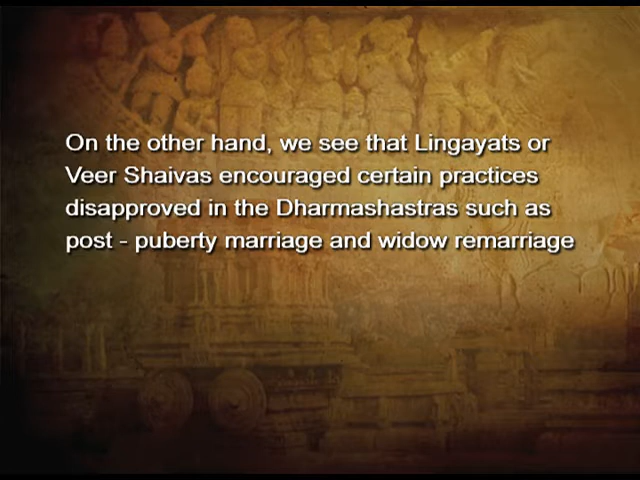 On the other hand, we see that Lingayats or
Veer Shaivas encouraged certain practices
disapproved in the Dharmashastras such as
post - puberty marriage and widow remarriage